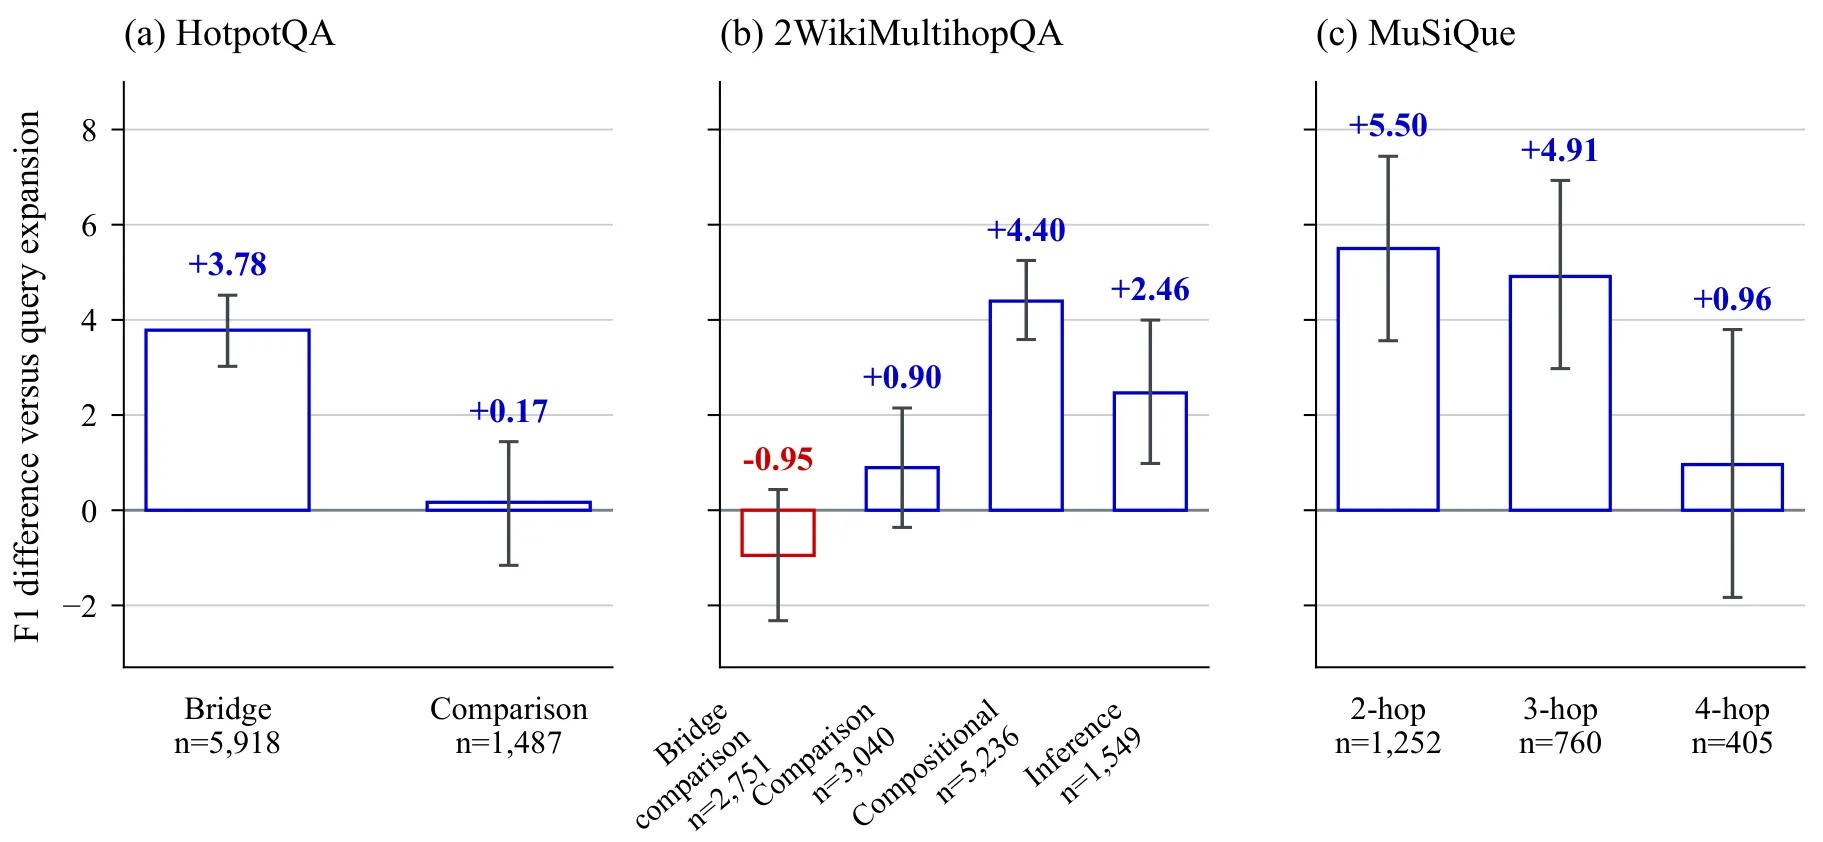 (a) HotpotQA
F1 difference versus query expansion
8
6
4
2
0
−2
+3.78
+0.17
Bridge
n=5,918
Comparison
n=1,487
(b) 2WikiMultihopQA
-0.95
+0.90
+4.40
+2.46
Bridge
comparison
n=2,751
Comparison
n=3,040
Compositional
n=5,236
Inference
n=1,549
(c) MuSiQue
+5.50
+4.91
+0.96
2-hop
n=1,252
3-hop
n=760
4-hop
n=405